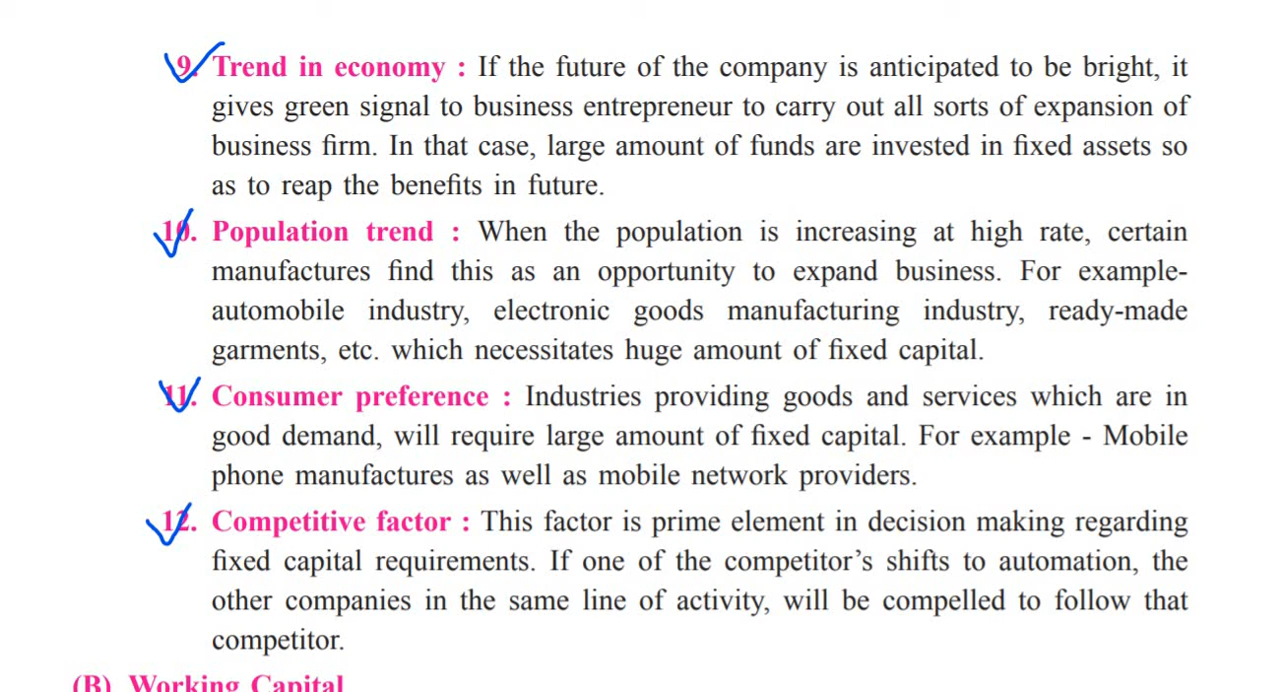 9. Trend in economy : If the future of the company is anticipated to be bright, it
gives green signal to business entrepreneur to carry out all sorts of expansion of
business firm. In that case, large amount of funds are invested in fixed assets so
as to reap the benefits in future.
10. Population trend : When the population is increasing at high rate, certain
manufactures find this as an opportunity to expand business. For example-
automobile industry, electronic goods manufacturing industry, ready-made
garments, etc. which necessitates huge amount of fixed capital.
11. Consumer preference : Industries providing goods and services which are in
good demand, will require large amount of fixed capital. For example - Mobile
phone manufactures as well as mobile network providers.
12. Competitive factor : This factor is prime element in decision making regarding
fixed capital requirements. If one of the competitor’s shifts to automation, the
other companies in the same line of activity, will be compelled to follow that
competitor.
(B) Working Capital